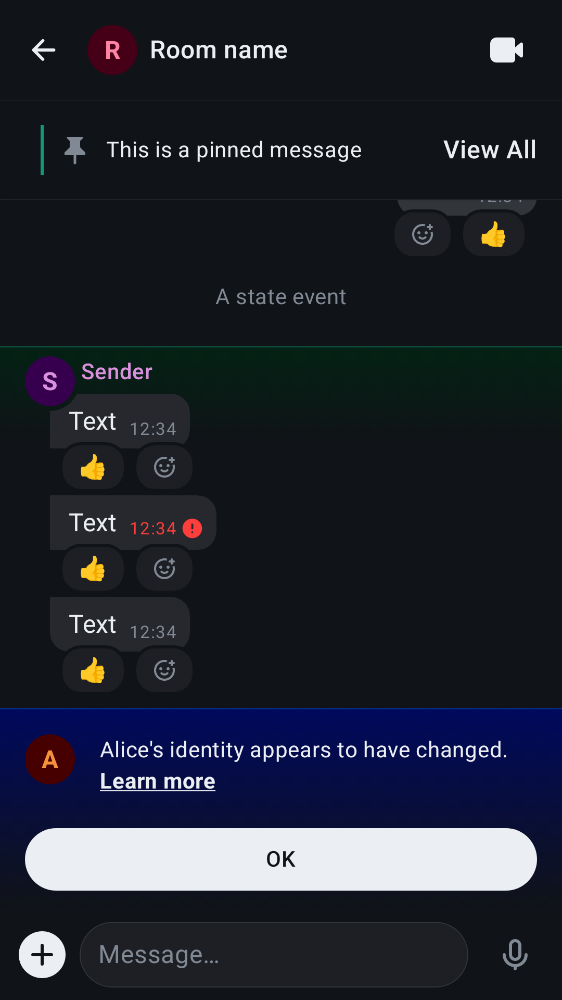 R Room name
This is a pinned message View All
A state event
S Sender
Text 12:34
Text 12:34
Text 12:34
A Alice's identity appears to have changed.
Learn more
OK
Message…